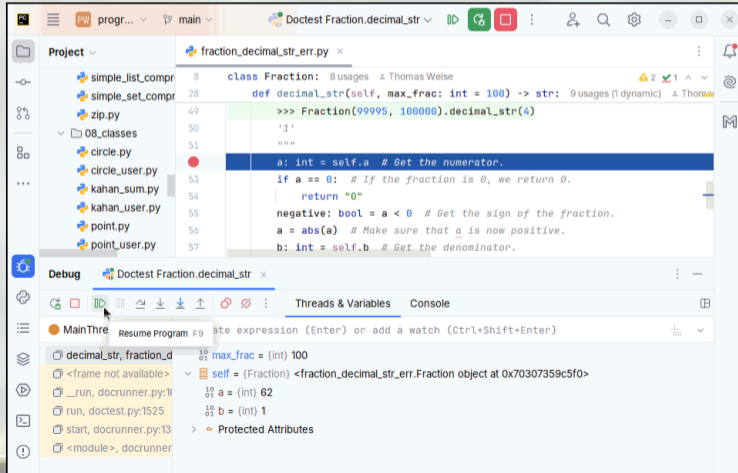 PC
PW progr... main Doctest Fraction.decimal_str
Project
fraction_decimal_str_err.py
simple_list_compr
simple_set_compr
zip.py
08_classes
circle.py
circle_user.py
kahan_sum.py
kahan_user.py
point.py
point_user.py
8 class Fraction: 8 usages Thomas Weise 2 1
28 def decimal_str(self, max_frac: int = 100) -> str: 9 usages (1 dynamic) Thomas
49 >>> Fraction(99995, 100000).decimal_str(4)
50 '1'
51 """
a: int = self.a # Get the numerator.
53 if a == 0: # If the fraction is 0, we return 0.
54 return "0"
55 negative: bool = a < 0 # Get the sign of the fraction.
56 a = abs(a) # Make sure that a is now positive.
57 b: int = self.b # Get the denominator.
Debug Doctest Fraction.decimal_str
Threads & Variables Console
MainThre
Resume Program F9
ate expression (Enter) or add a watch (Ctrl+Shift+Enter)
decimal_str, fraction_d
<frame not available>
__run, docrunner.py:16
run, doctest.py:1525
start, docrunner.py:13
<module>, docrunner
max_frac = {int} 100
self = {Fraction} <fraction_decimal_str_err.Fraction object at 0x70307359c5f0>
a = {int} 62
b = {int} 1
Protected Attributes